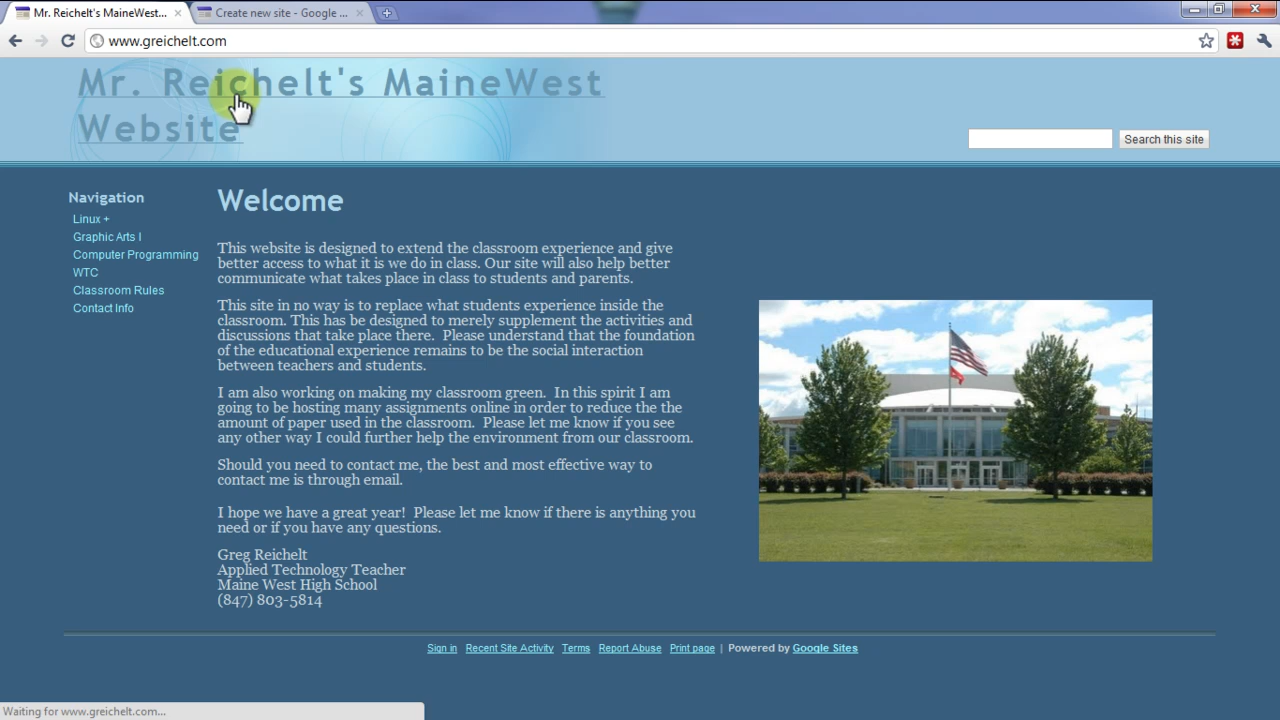 Mr. Reichelt's MaineWest...
Create new site - Google ...
www.greichelt.com
Mr. Reichelt's MaineWest
Website
Search this site
Navigation
Linux +
Graphic Arts I
Computer Programming
WTC
Classroom Rules
Contact Info
Welcome
This website is designed to extend the classroom experience and give
better access to what it is we do in class. Our site will also help better
communicate what takes place in class to students and parents.
This site in no way is to replace what students experience inside the
classroom. This has be designed to merely supplement the activities and
discussions that take place there.  Please understand that the foundation
of the educational experience remains to be the social interaction
between teachers and students.
I am also working on making my classroom green.  In this spirit I am
going to be hosting many assignments online in order to reduce the the
amount of paper used in the classroom.  Please let me know if you see
any other way I could further help the environment from our classroom.
Should you need to contact me, the best and most effective way to
contact me is through email.
I hope we have a great year!  Please let me know if there is anything you
need or if you have any questions.
Greg Reichelt
Applied Technology Teacher
Maine West High School
(847) 803-5814
Sign in Recent Site Activity Terms Report Abuse Print page | Powered by Google Sites
Waiting for www.greichelt.com...